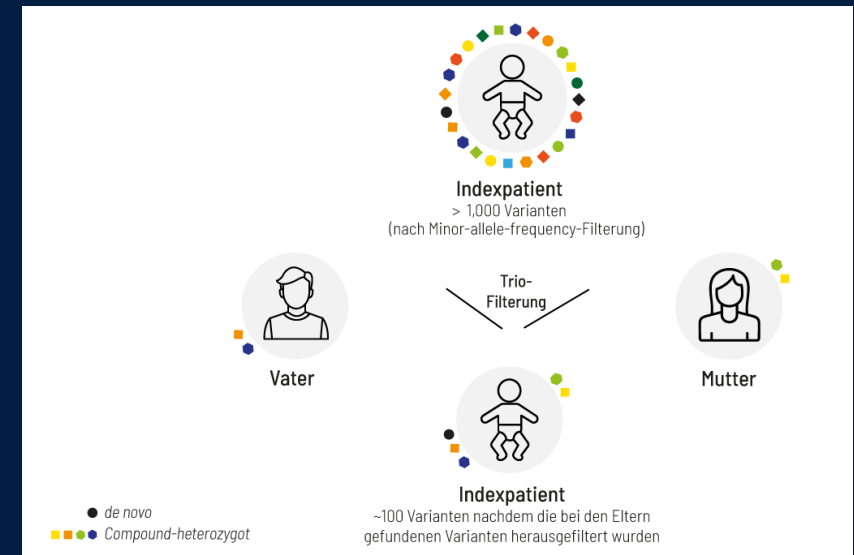 Indexpatient
> 1,000 Varianten
(nach Minor-allele-frequency-Filterung)
Trio-
Filterung
Vater
Mutter
Indexpatient
~100 Varianten nachdem die bei den Eltern
gefundenen Varianten herausgefiltert wurden
de novo
Compound-heterozygot